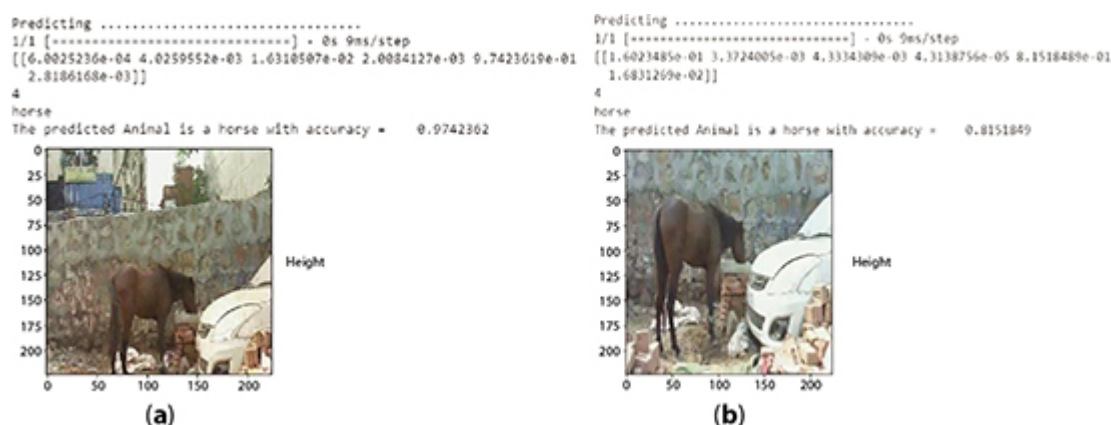 Predicting ................................
1/1 [==============================] - 0s 9ms/step
[[6.0025236e-04 4.0259552e-03 1.6310507e-02 2.0084127e-03 9.7423619e-01
2.8186168e-03]]
4
horse
The predicted Animal is a horse with accuracy = 0.9742362
0
25
50
75
100
125
150
175
200
Height
0 50 100 150 200
(a)
Predicting ................................
1/1 [==============================] - 0s 9ms/step
[[1.6023485e-01 3.3724005e-03 4.3334309e-03 4.3138756e-05 8.1518489e-01
1.6831269e-02]]
4
horse
The predicted Animal is a horse with accuracy = 0.8151849
0
25
50
75
100
125
150
175
200
Height
0 50 100 150 200
(b)